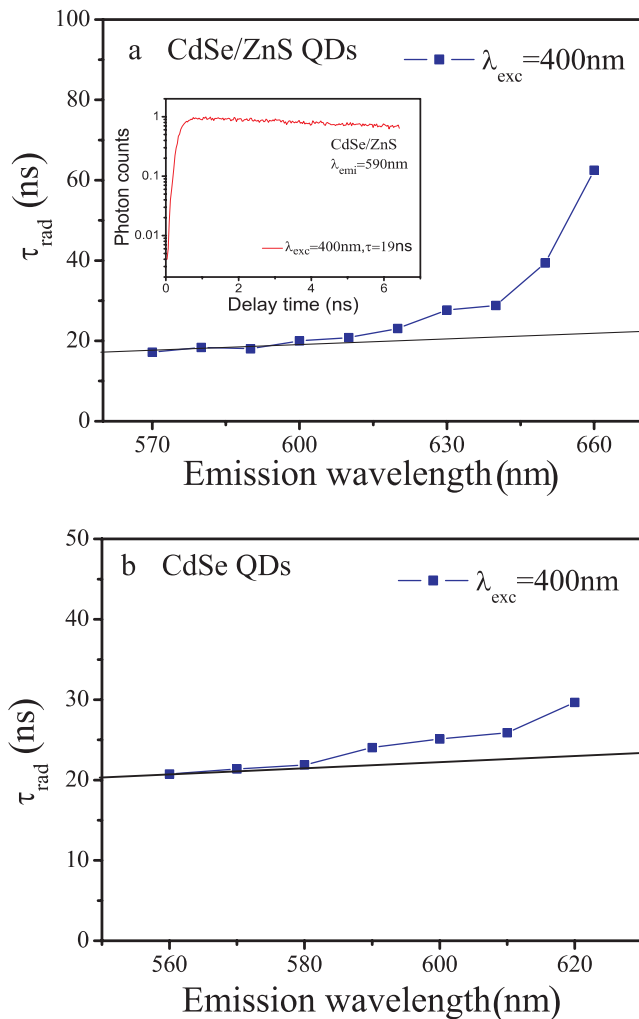 a CdSe/ZnS QDs
λexc=400nm
100
80
60
40
20
0
τrad (ns)
Photon counts
1
0.1
0.01
CdSe/ZnS
λemi=590nm
λexc=400nm,τ=19ns
0 2 4 6
Delay time (ns)
570 600 630 660
Emission wavelength(nm)
b CdSe QDs
λexc=400nm
50
40
30
20
10
0
τrad (ns)
560 580 600 620
Emission wavelength(nm)